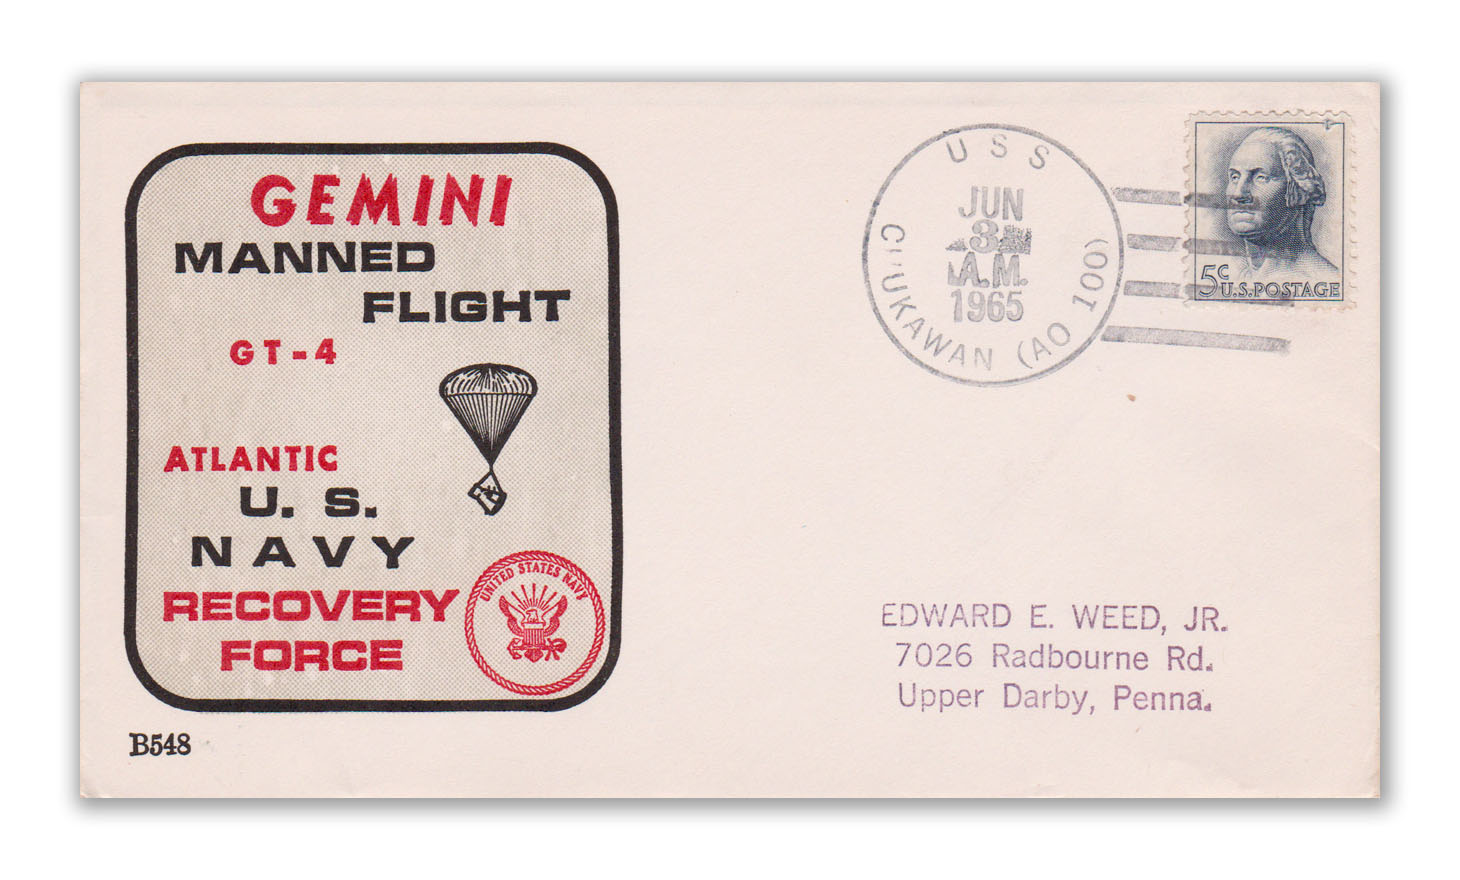 GEMINI
MANNED
FLIGHT
GT-4
ATLANTIC
U. S.
NAVY
RECOVERY
FORCE
UNITED STATES NAVY
B548
USS
JUN
3
A.M.
1965
CHUKAWAN (AO 100)
5c
U.S. POSTAGE
EDWARD E. WEED, JR.
7026 Radbourne Rd.
Upper Darby, Penna.